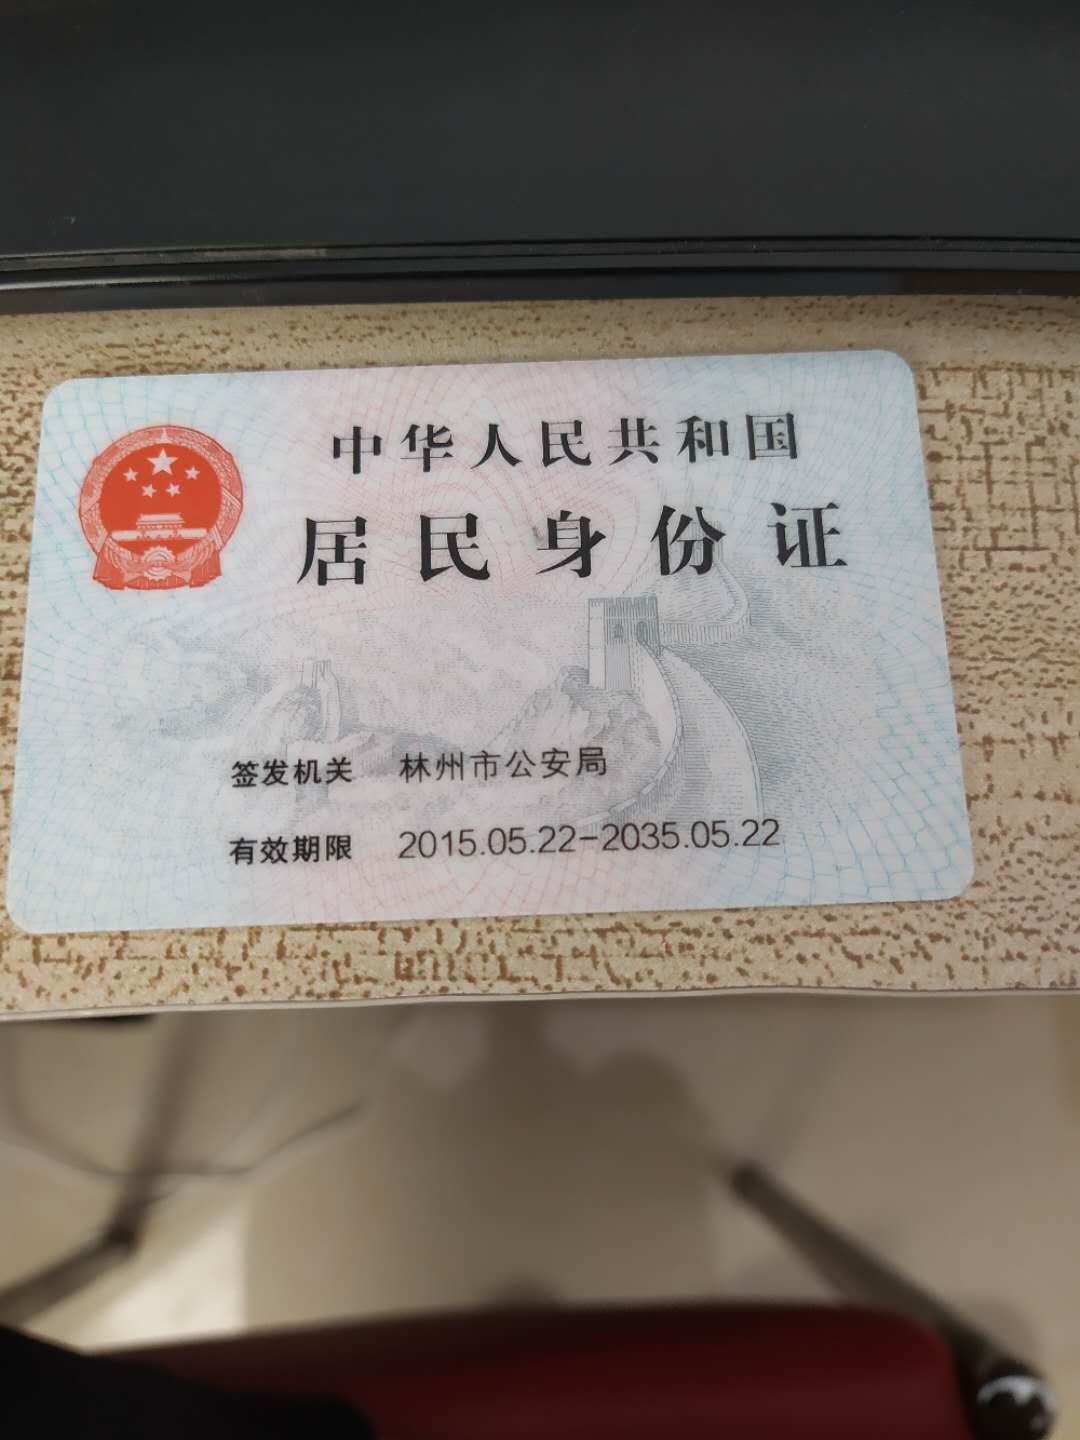 中华人民共和国
居民身份证
签发机关 林州市公安局
有效期限 2015.05.22-2035.05.22